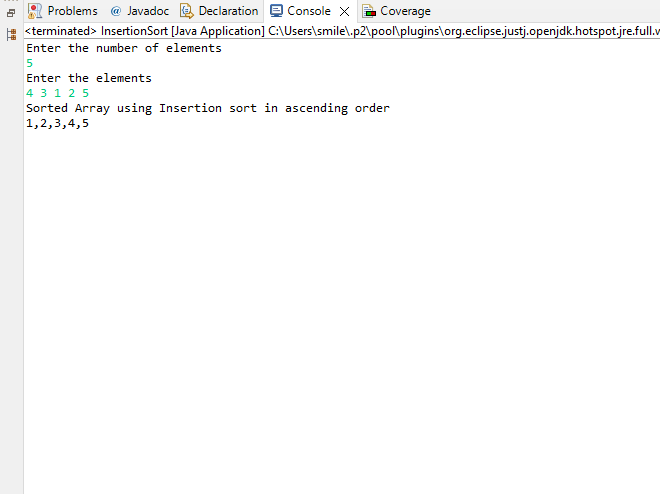 Problems @ Javadoc Declaration Console Coverage
<terminated> InsertionSort [Java Application] C:\Users\smile\.p2\pool\plugins\org.eclipse.justj.openjdk.hotspot.jre.full.v
Enter the number of elements
5
Enter the elements
4 3 1 2 5
Sorted Array using Insertion sort in ascending order
1,2,3,4,5